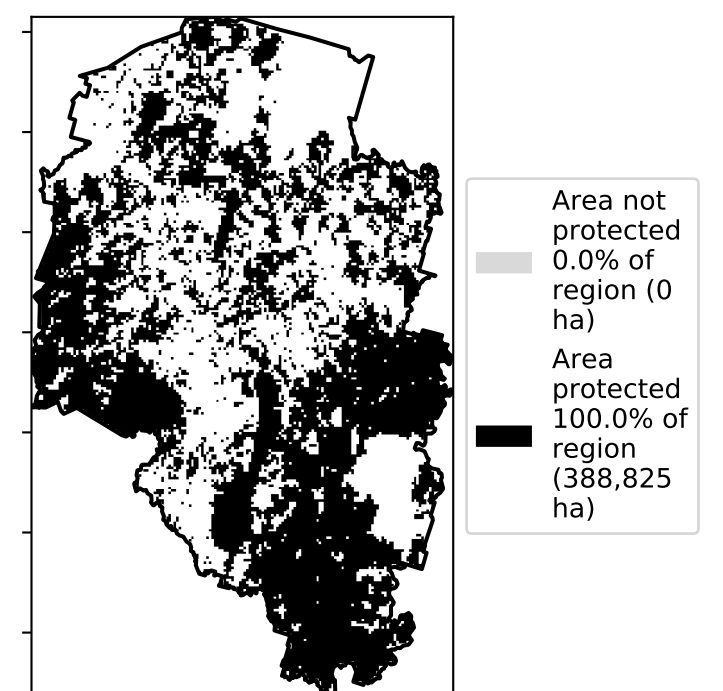 Area not
protected
0.0% of
region (0
ha)
Area
protected
100.0% of
region
(388,825
ha)